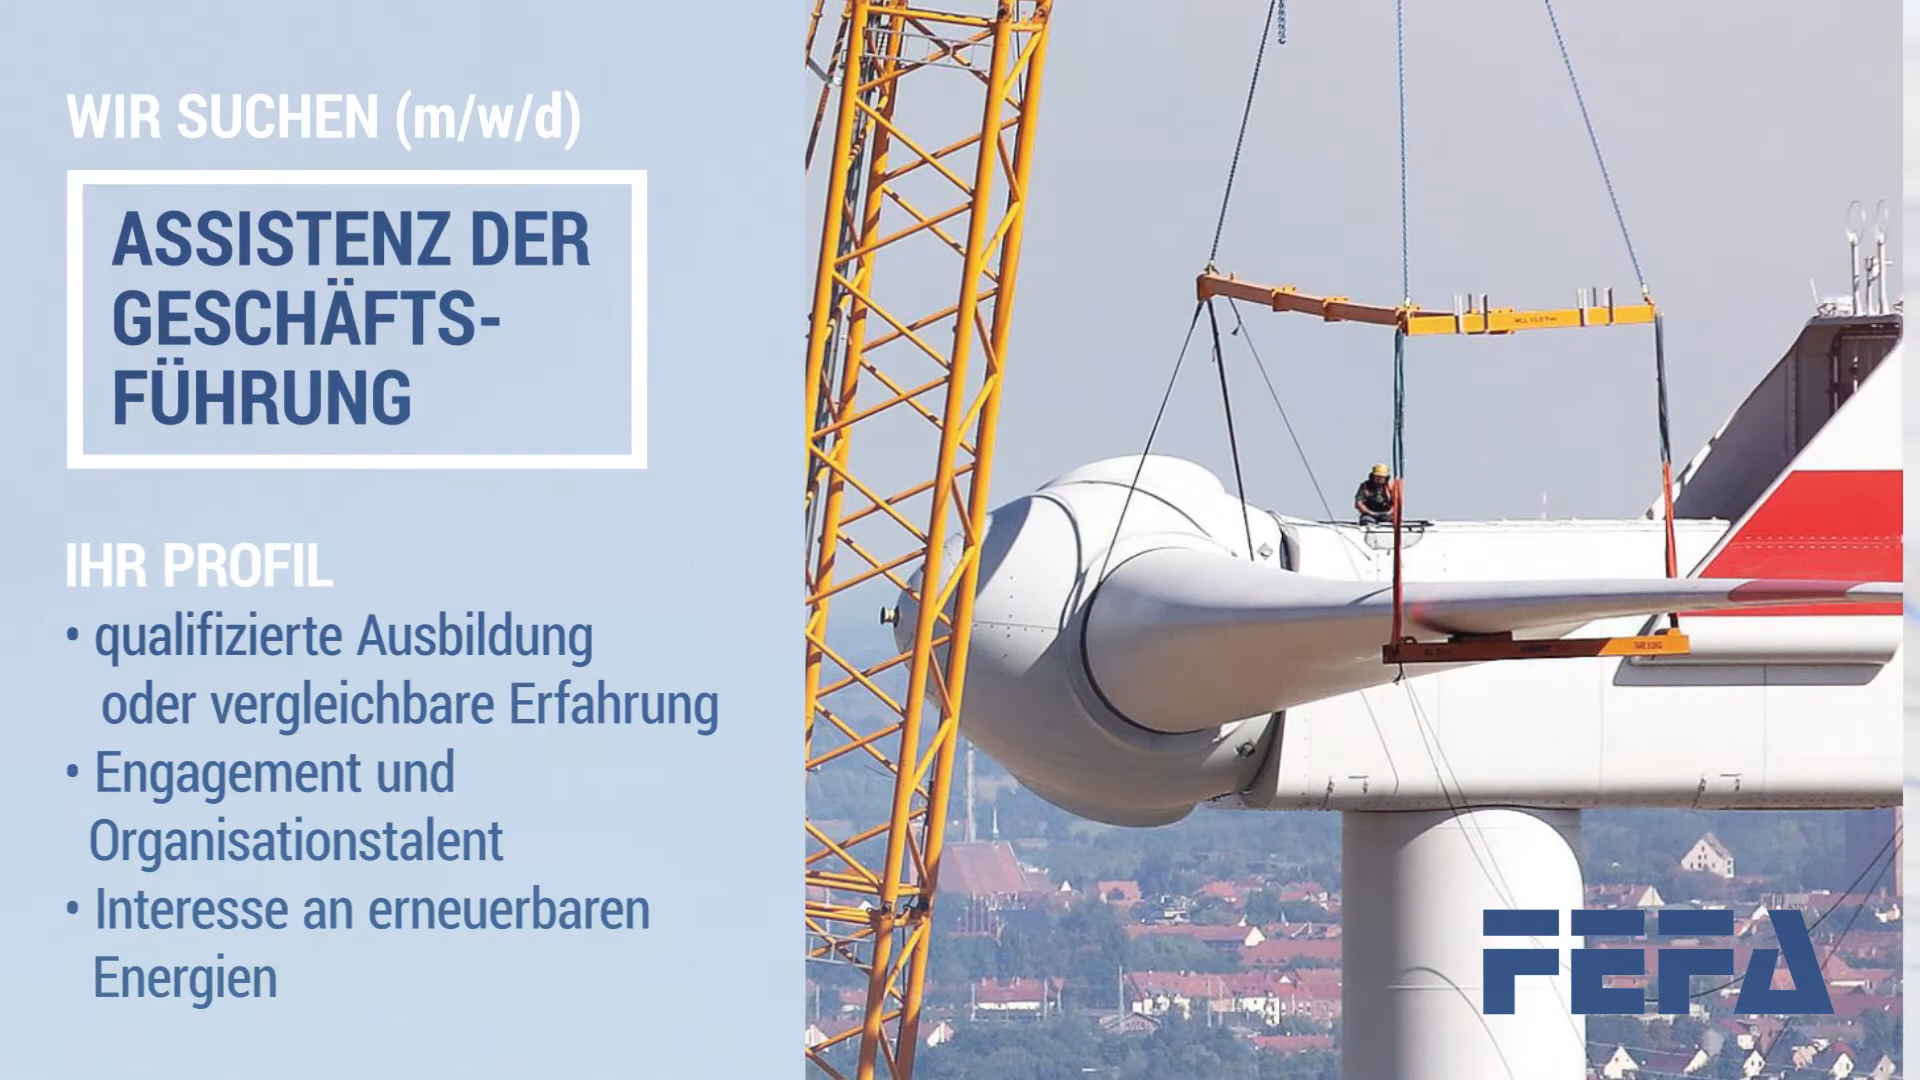 WIR SUCHEN (m/w/d)
ASSISTENZ DER
GESCHÄFTS-
FÜHRUNG
IHR PROFIL
• qualifizierte Ausbildung
oder vergleichbare Erfahrung
• Engagement und
Organisationstalent
• Interesse an erneuerbaren
Energien
FEFA